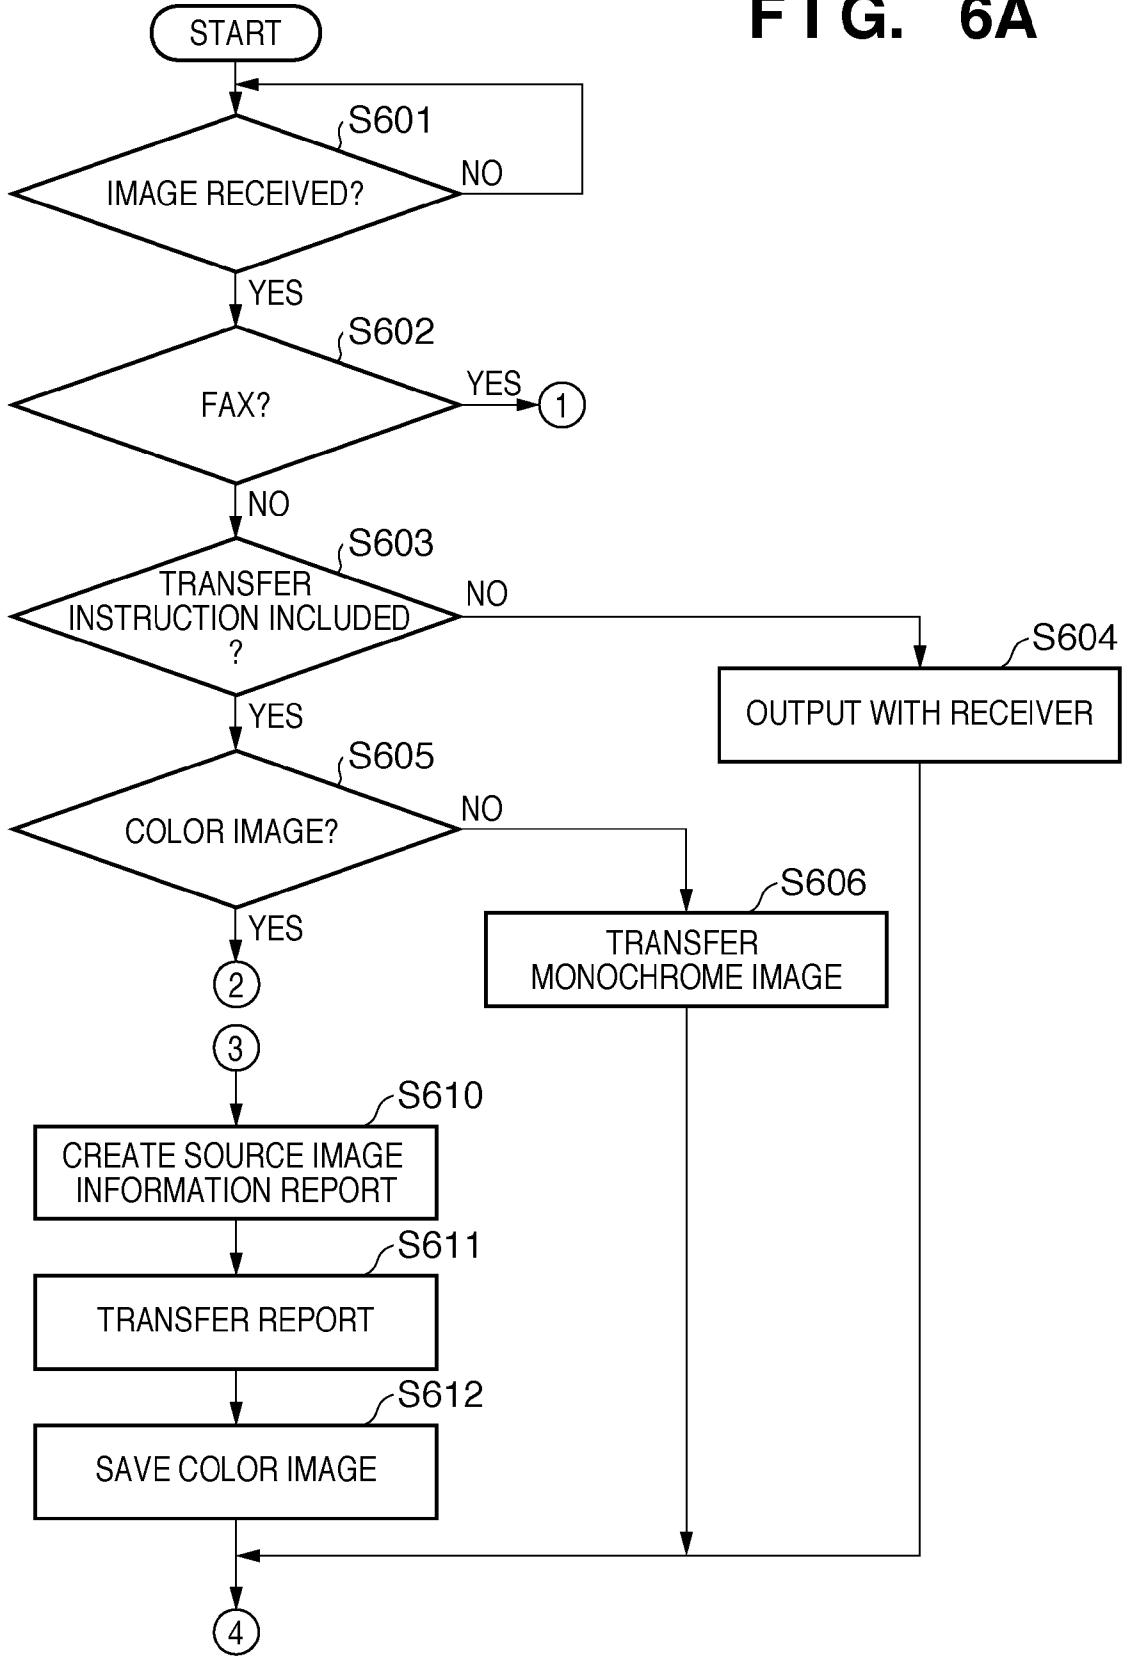 FIG. 6A
START
S601
IMAGE RECEIVED?
NO
YES
S602
FAX?
YES
1
NO
S603
TRANSFER
INSTRUCTION INCLUDED
?
NO
S604
OUTPUT WITH RECEIVER
YES
S605
COLOR IMAGE?
NO
S606
TRANSFER
MONOCHROME IMAGE
YES
2
3
S610
CREATE SOURCE IMAGE
INFORMATION REPORT
S611
TRANSFER REPORT
S612
SAVE COLOR IMAGE
4